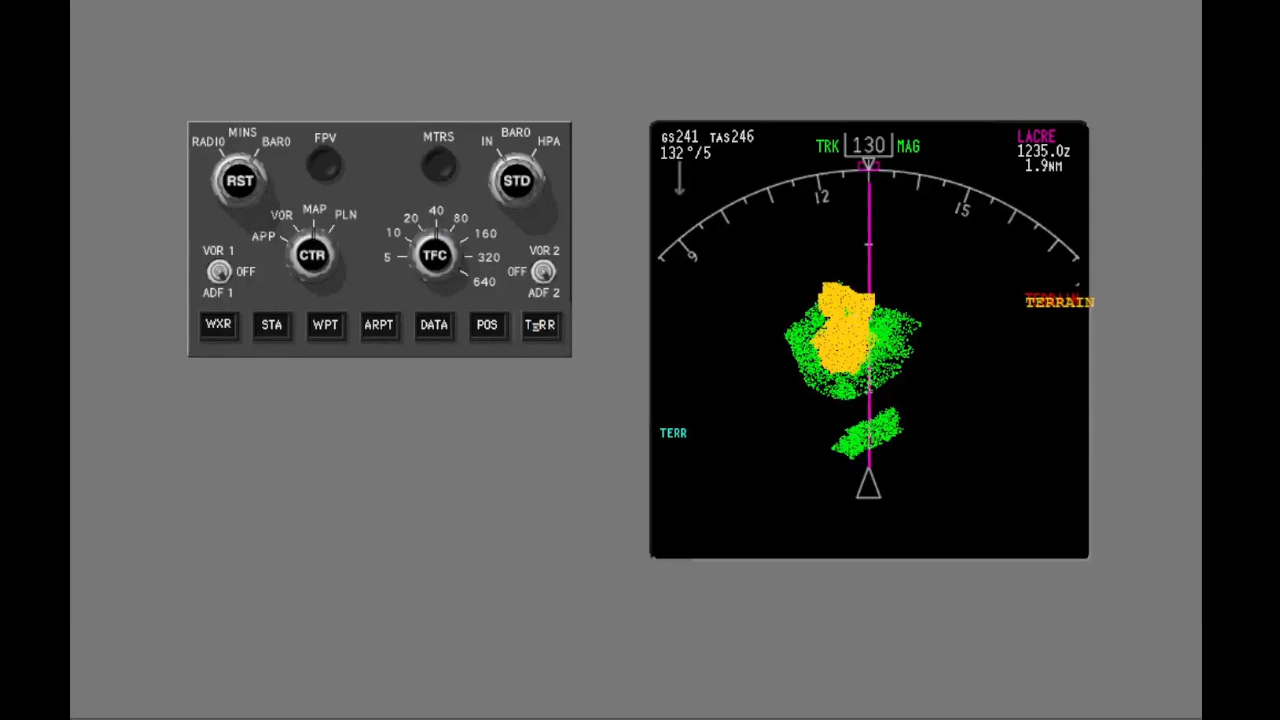 RADIO MINS BARO
FPV
MTRS
IN BARO HPA
RST
STD
APP VOR MAP PLN
CTR
5 10 20 40 80 160 320 640
TFC
VOR 1
OFF
ADF 1
VOR 2
OFF
ADF 2
WXR STA WPT ARPT DATA POS TERR
GS241 TAS246
132°/5
TRK 130 MAG
LACRE
1235.0z
1.9NM
9 12 15
TERRAIN
TERR